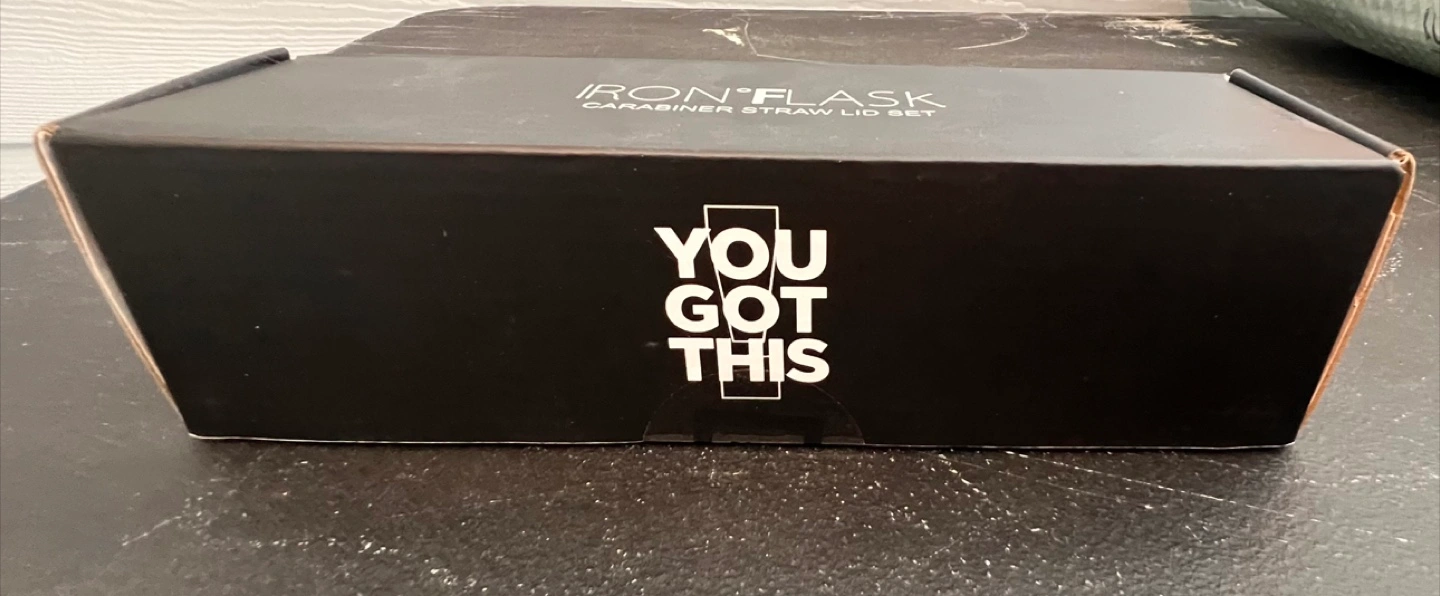 IRON°FLASK
CARABINER STRAW LID SET
YOU
GOT
THIS